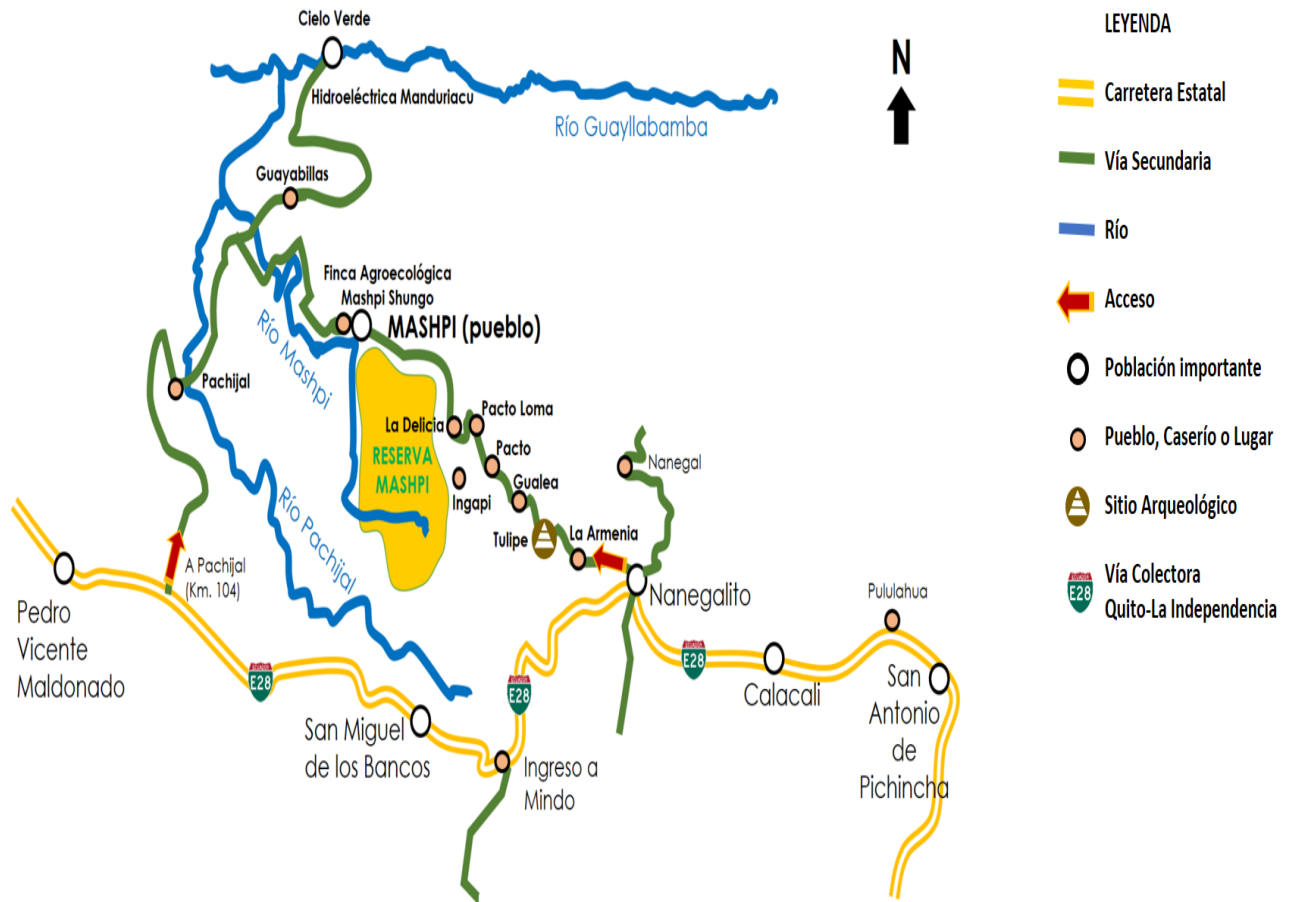 Cielo Verde
Hidroeléctrica Manduriacu
Río Guayllabamba
N
Guayabillas
Finca Agroecológica
Mashpi Shungo
MASHPI (pueblo)
Río Mashpi
Pachijal
La Delicia
Pacto Loma
RESERVA
MASHPI
Pacto
Ingapi
Gualea
Nanegal
Río Pachijal
Tulipe
La Armenia
A Pachijal
(Km. 104)
Nanegalito
Pedro
Vicente
Maldonado
E28
San Miguel
de los Bancos
E28
Ingreso a
Mindo
E28
Calacali
Pululahua
San
Antonio
de
Pichincha
LEYENDA
Carretera Estatal
Vía Secundaria
Río
Acceso
Población importante
Pueblo, Caserío o Lugar
Sitio Arqueológico
E28
Vía Colectora
Quito-La Independencia